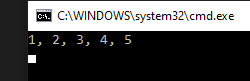 C:\WINDOWS\system32\cmd.exe
1, 2, 3, 4, 5